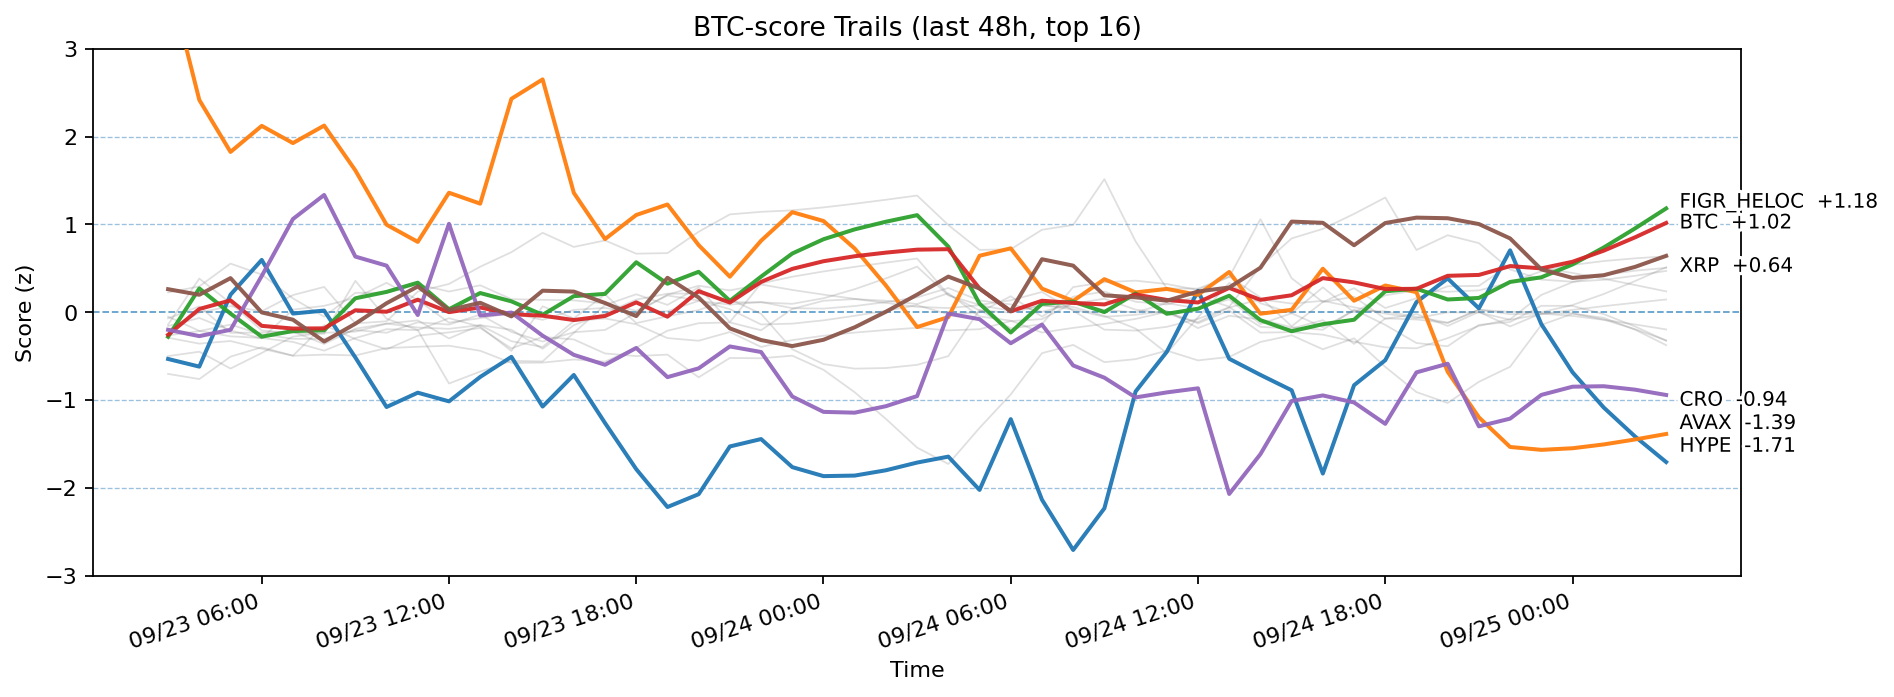 BTC-score Trails (last 48h, top 16)
Score (z)
3
2
1
0
−1
−2
−3
FIGR_HELOC +1.18
BTC +1.02
XRP +0.64
CRO -0.94
AVAX -1.39
HYPE -1.71
09/23 06:00
09/23 12:00
09/23 18:00
09/24 00:00
09/24 06:00
09/24 12:00
09/24 18:00
09/25 00:00
Time